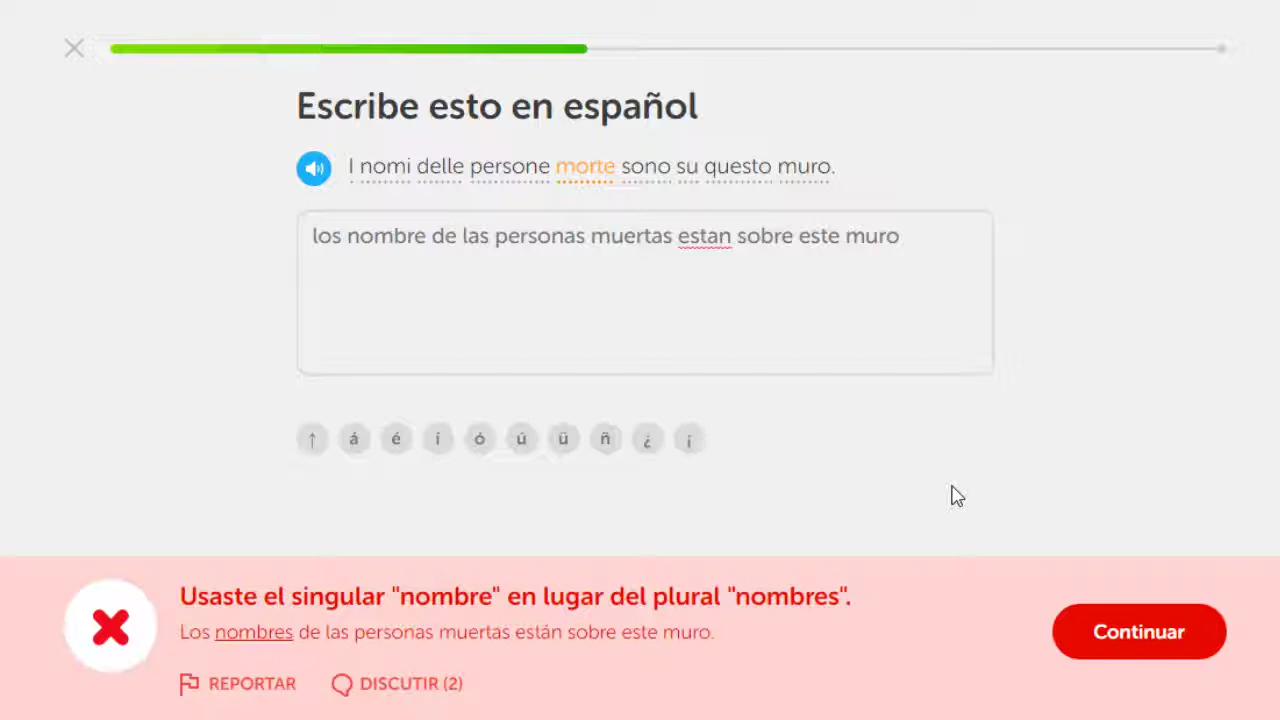 Escribe esto en español
I nomi delle persone morte sono su questo muro.
los nombre de las personas muertas estan sobre este muro
↑ á é í ó ú ü ñ ¿ ¡
Usaste el singular "nombre" en lugar del plural "nombres".
Los nombres de las personas muertas están sobre este muro.
Continuar
REPORTAR DISCUTIR (2)